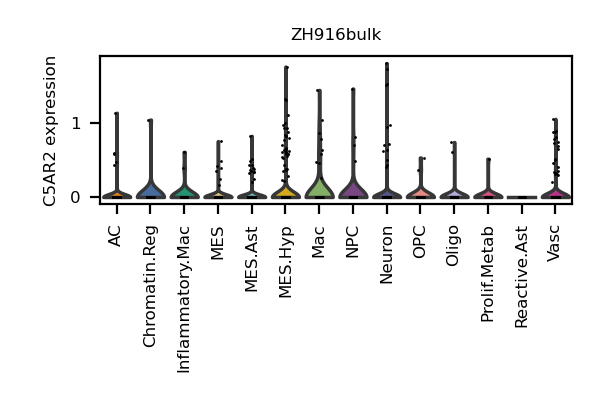 ZH916bulk
C5AR2 expression
1
0
AC
Chromatin.Reg
Inflammatory.Mac
MES
MES.Ast
MES.Hyp
Mac
NPC
Neuron
OPC
Oligo
Prolif.Metab
Reactive.Ast
Vasc